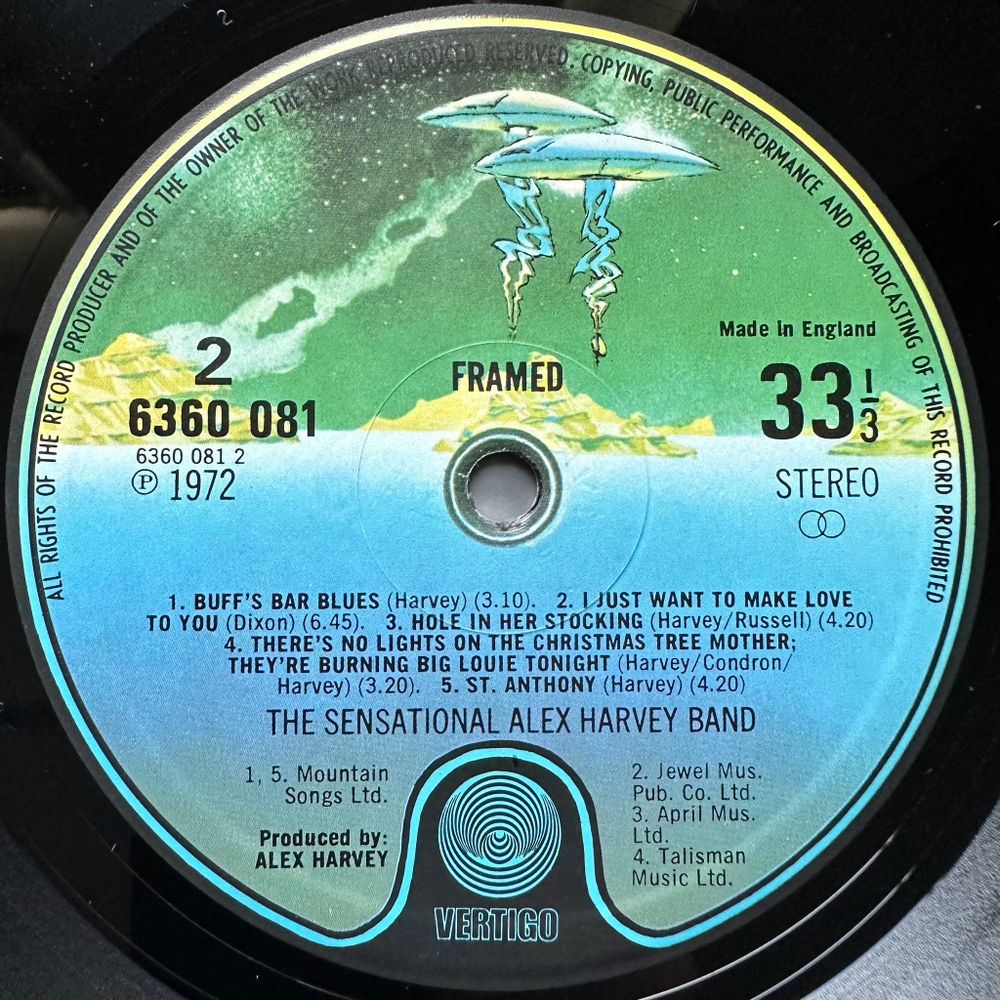 ALL RIGHTS OF THE RECORD PRODUCER AND OF THE OWNER OF THE WORK REPRODUCED RESERVED. COPYING, PUBLIC PERFORMANCE AND BROADCASTING OF THIS RECORD PROHIBITED
Made in England
2
FRAMED
33 1/3
6360 081
6360 081 2
℗ 1972
STEREO
1. BUFF'S BAR BLUES (Harvey) (3.10). 2. I JUST WANT TO MAKE LOVE
TO YOU (Dixon) (6.45). 3. HOLE IN HER STOCKING (Harvey/Russell) (4.20)
4. THERE'S NO LIGHTS ON THE CHRISTMAS TREE MOTHER;
THEY'RE BURNING BIG LOUIE TONIGHT (Harvey/Condron/
Harvey) (3.20). 5. ST. ANTHONY (Harvey) (4.20)
THE SENSATIONAL ALEX HARVEY BAND
1, 5. Mountain
Songs Ltd.
Produced by:
ALEX HARVEY
2. Jewel Mus.
Pub. Co. Ltd.
3. April Mus.
Ltd.
4. Talisman
Music Ltd.
VERTIGO